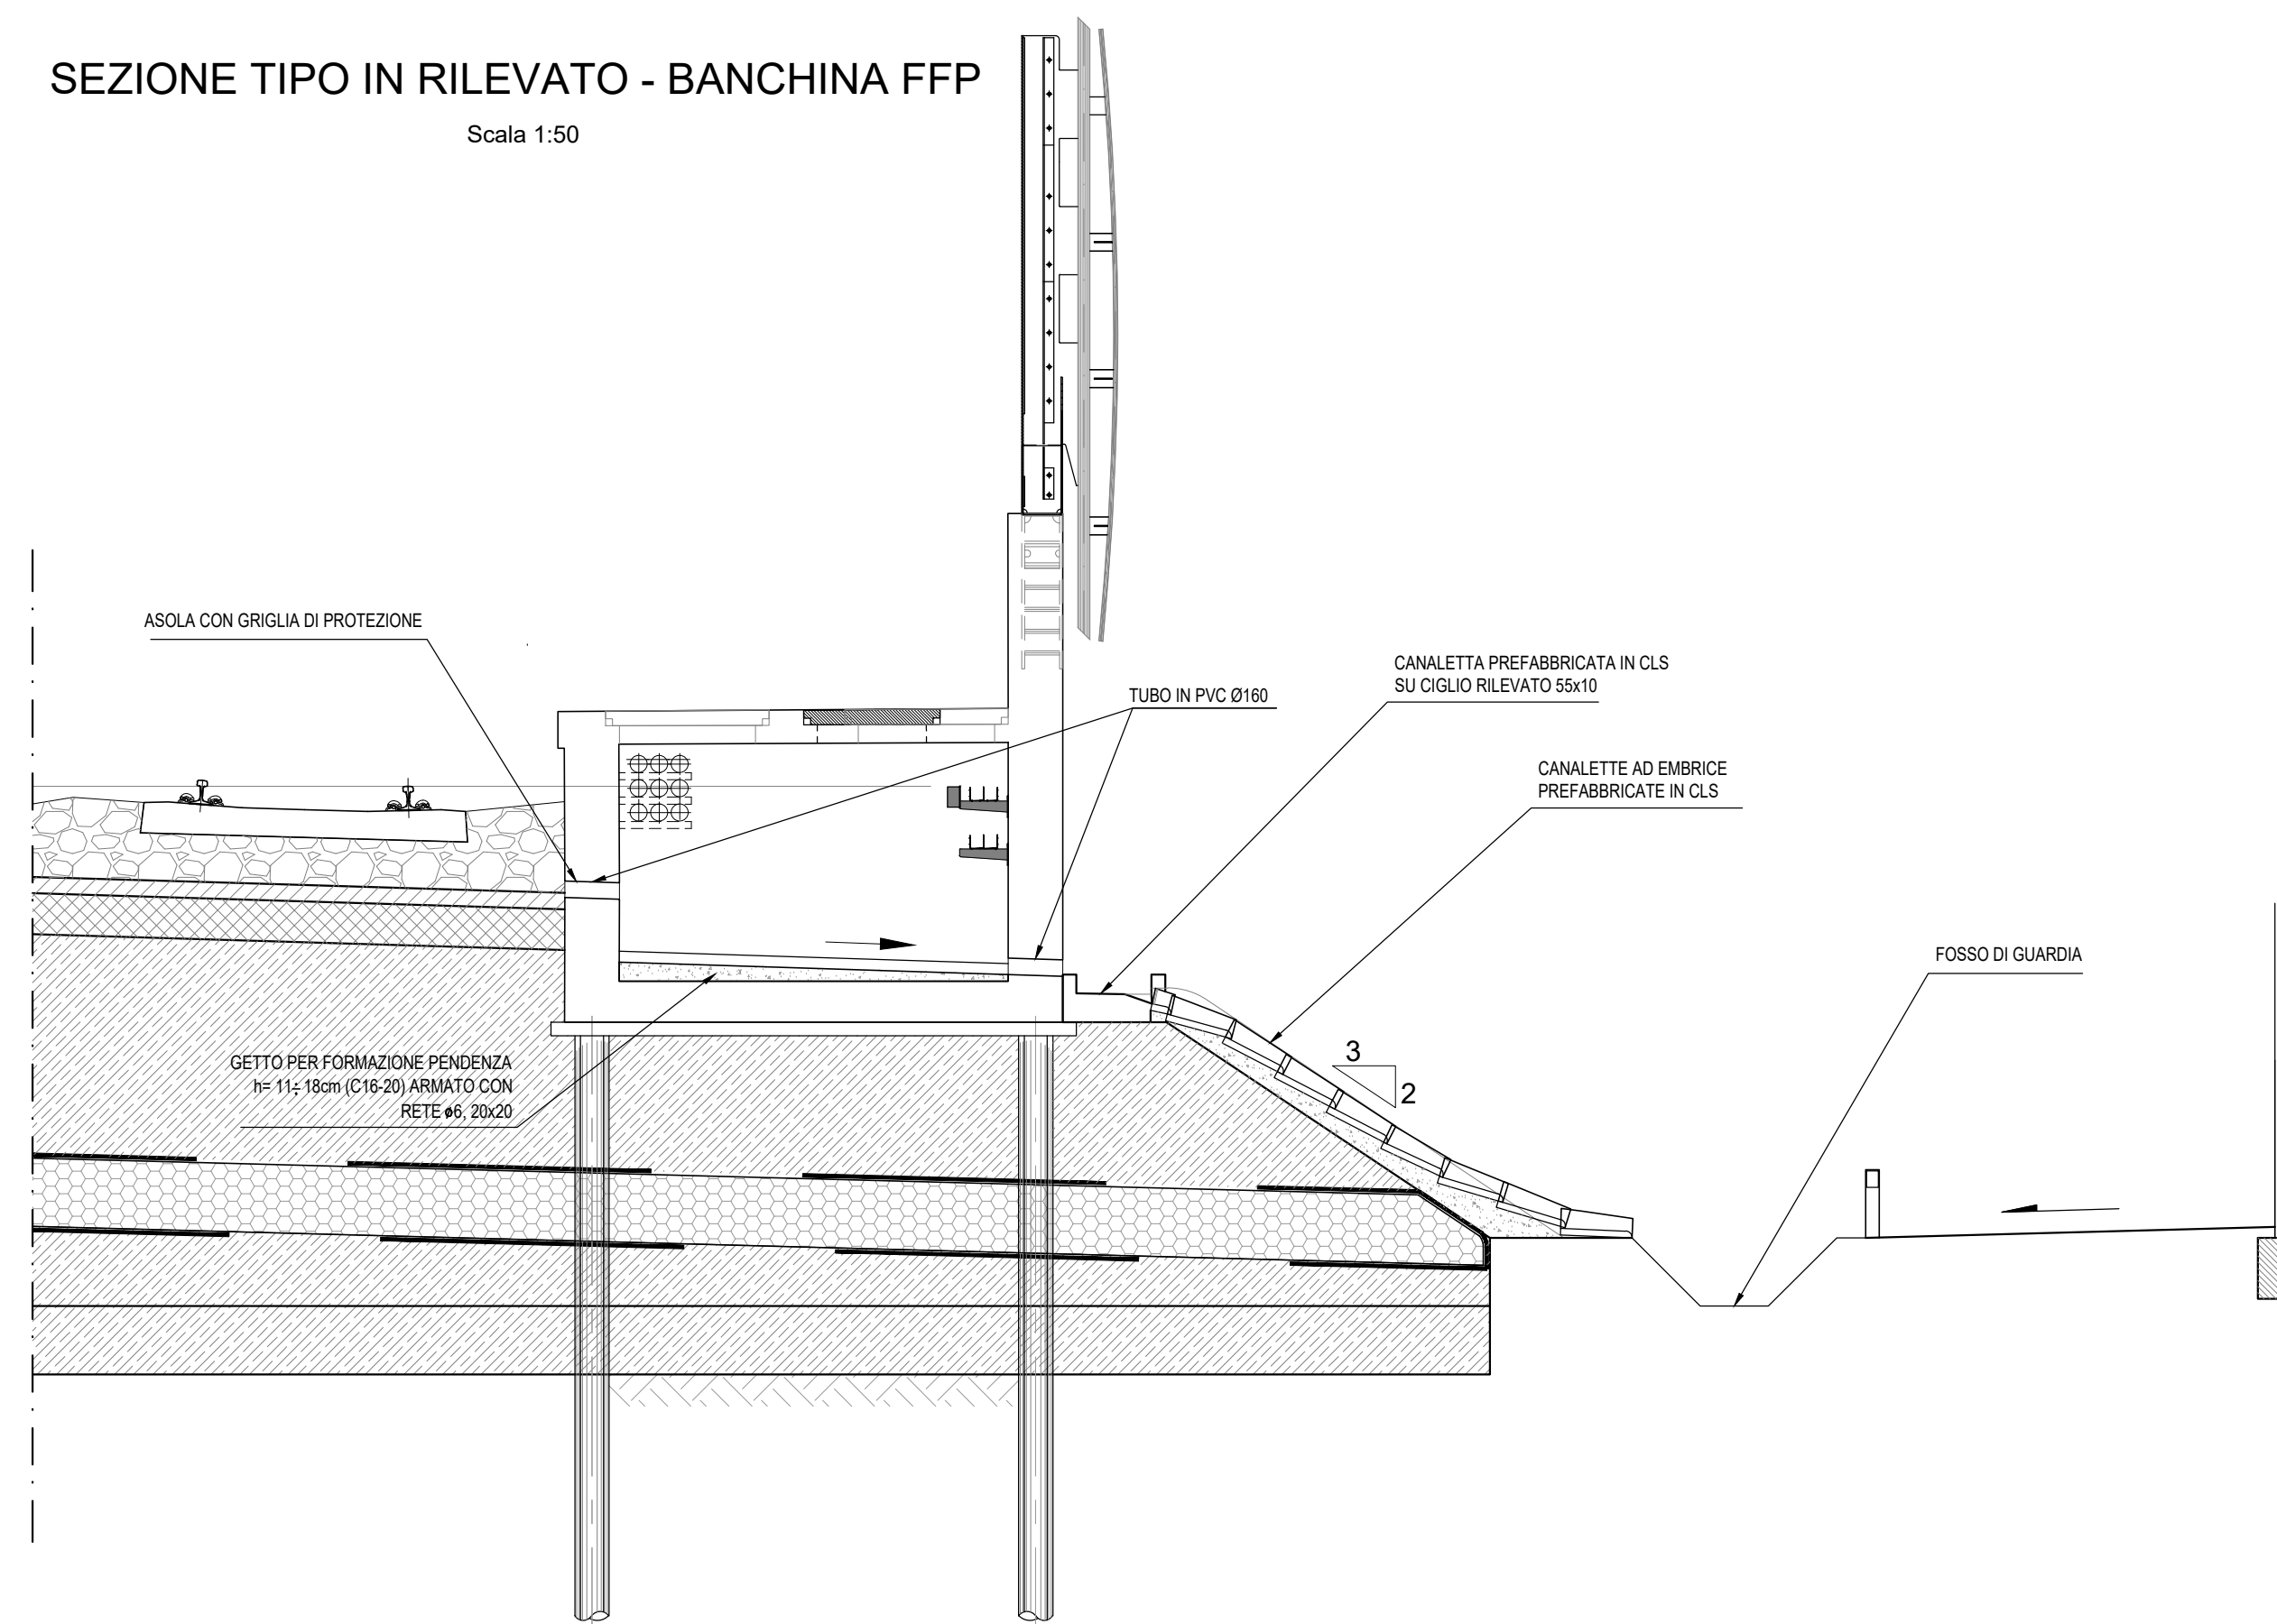 SEZIONE TIPO IN RILEVATO - BANCHINA FFP
Scala 1:50
ASOLA CON GRIGLIA DI PROTEZIONE
TUBO IN PVC Ø160
CANALETTA PREFABBRICATA IN CLS
SU CIGLIO RILEVATO 55x10
CANALETTE AD EMBRICE
PREFABBRICATE IN CLS
FOSSO DI GUARDIA
GETTO PER FORMAZIONE PENDENZA
h= 11÷18cm (C16-20) ARMATO CON
RETE ø6, 20x20
3
2